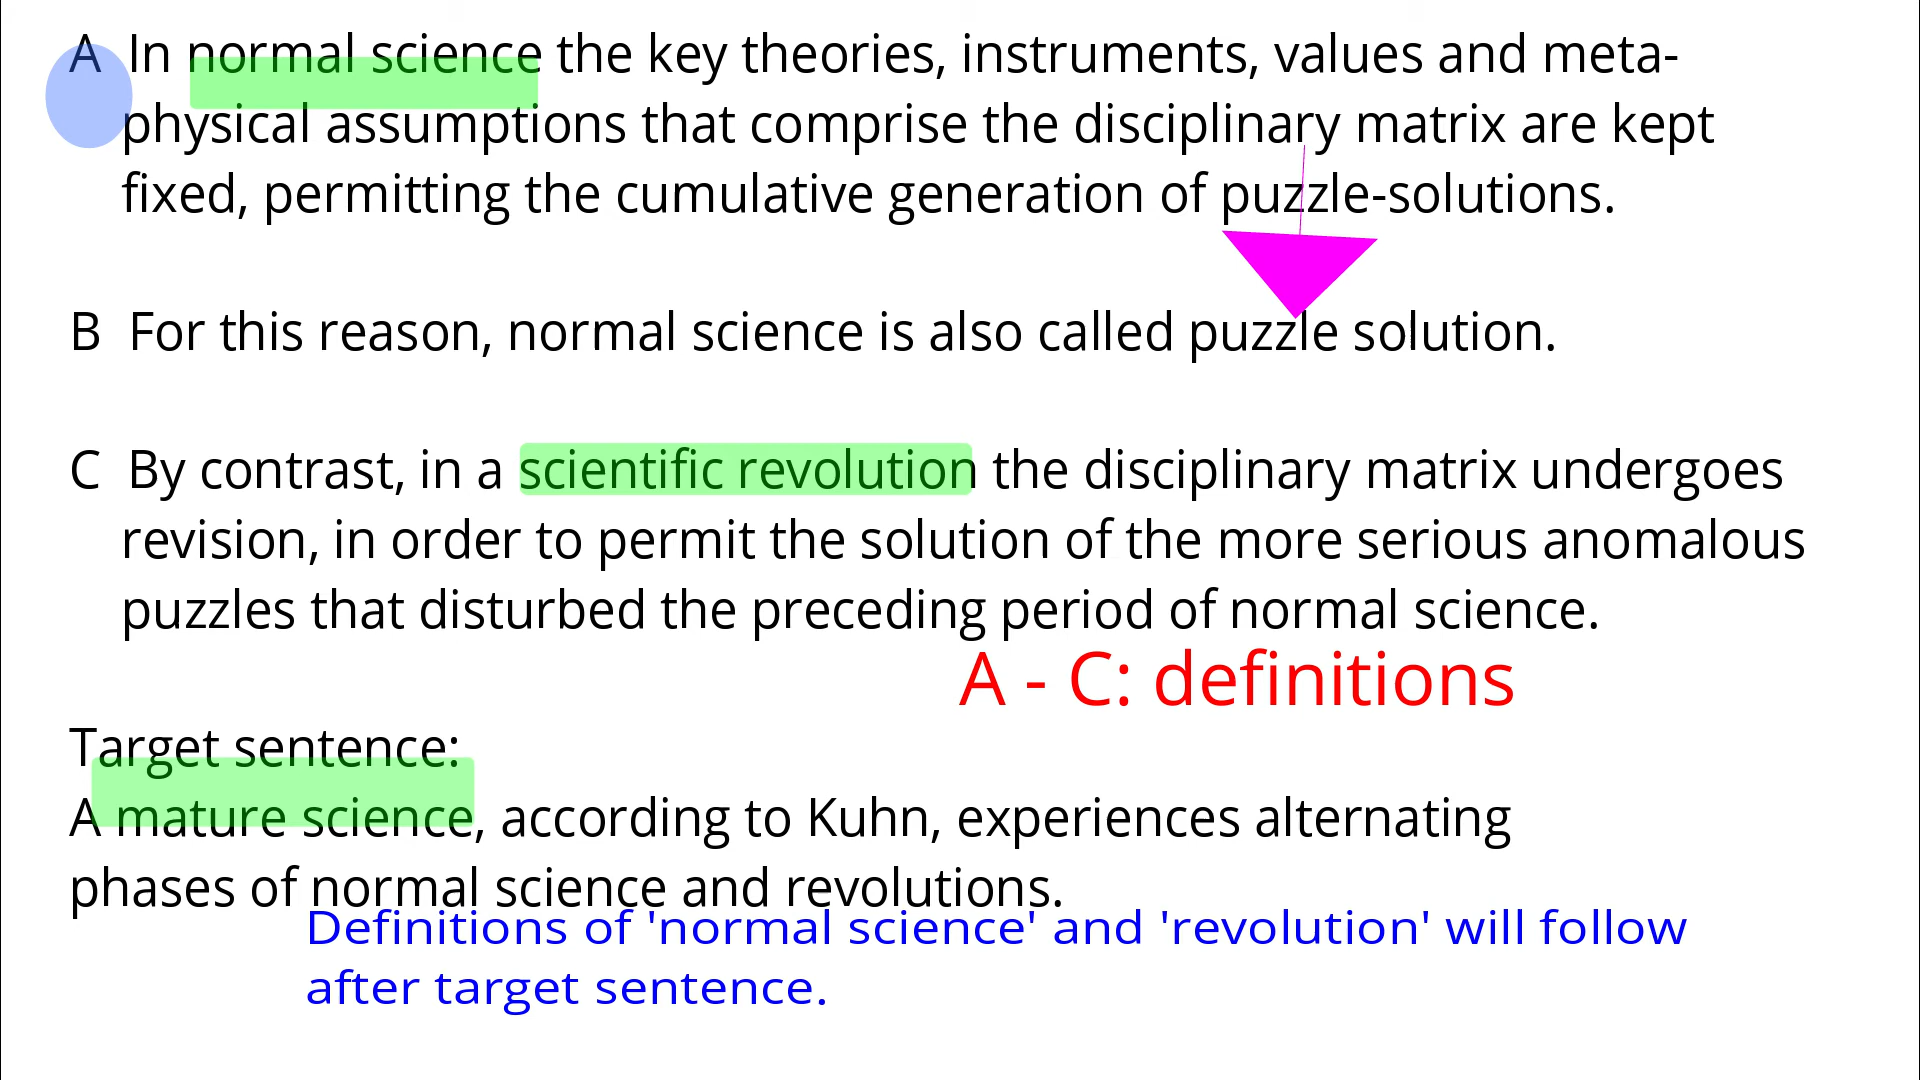 A In normal science the key theories, instruments, values and meta-
physical assumptions that comprise the disciplinary matrix are kept
fixed, permitting the cumulative generation of puzzle-solutions.
B For this reason, normal science is also called puzzle solution.
C By contrast, in a scientific revolution the disciplinary matrix undergoes
revision, in order to permit the solution of the more serious anomalous
puzzles that disturbed the preceding period of normal science.
A - C: definitions
Target sentence:
A mature science, according to Kuhn, experiences alternating
phases of normal science and revolutions.
Definitions of 'normal science' and 'revolution' will follow
after target sentence.